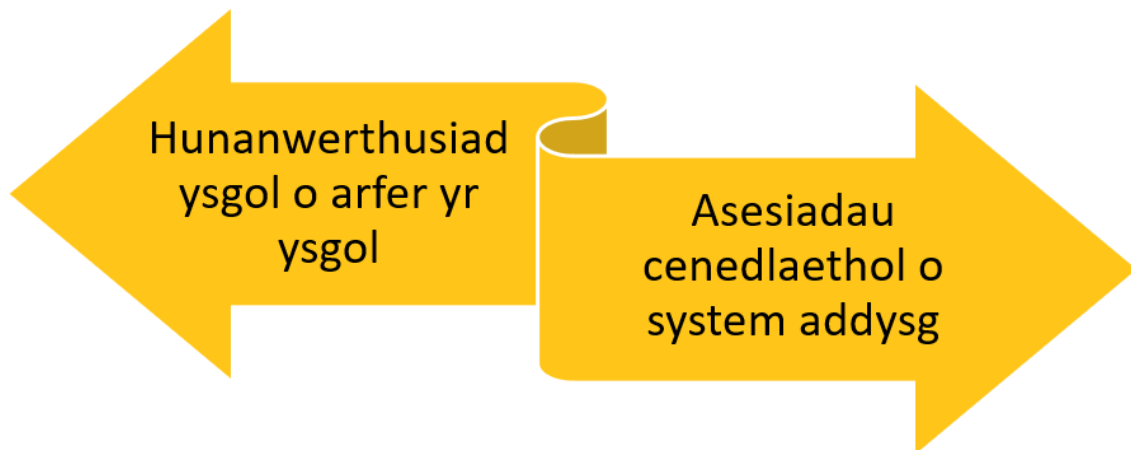 Hunanwerthusiad
ysgol o arfer yr
ysgol
Asesiadau
cenedlaethol o
system addysg